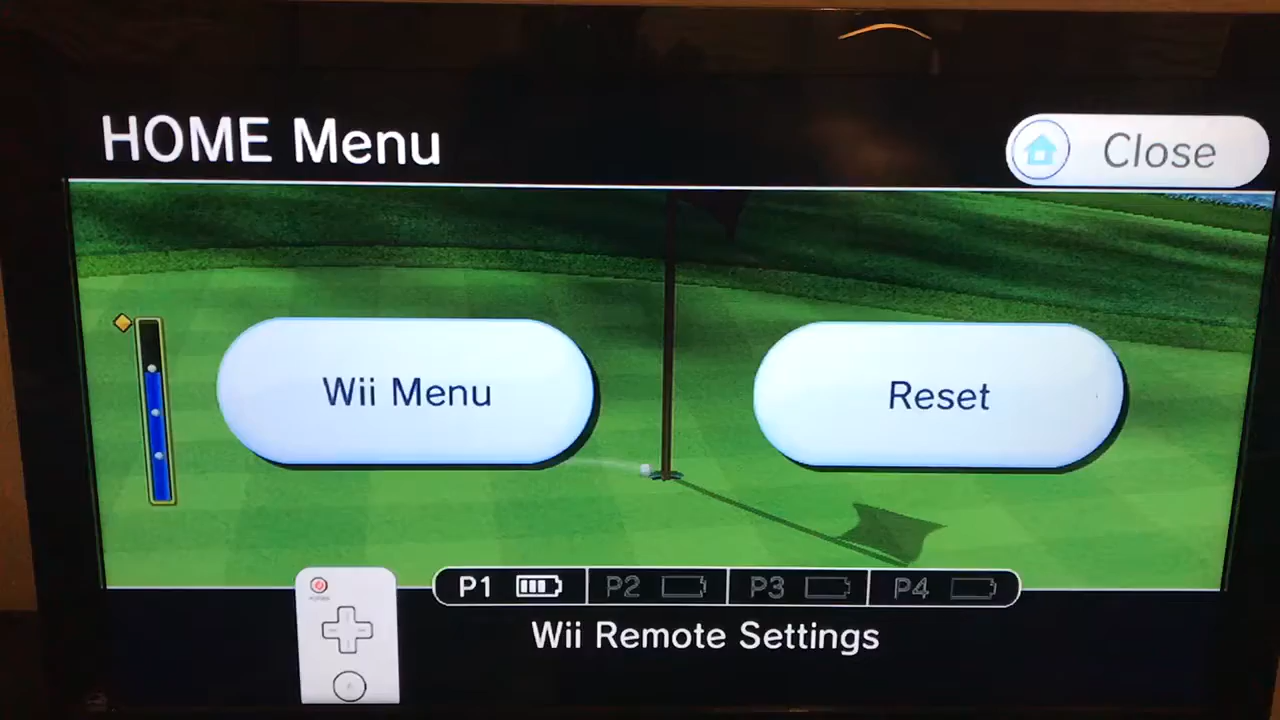 HOME Menu
Close
Wii Menu
Reset
P1 P2 P3 P4
Wii Remote Settings